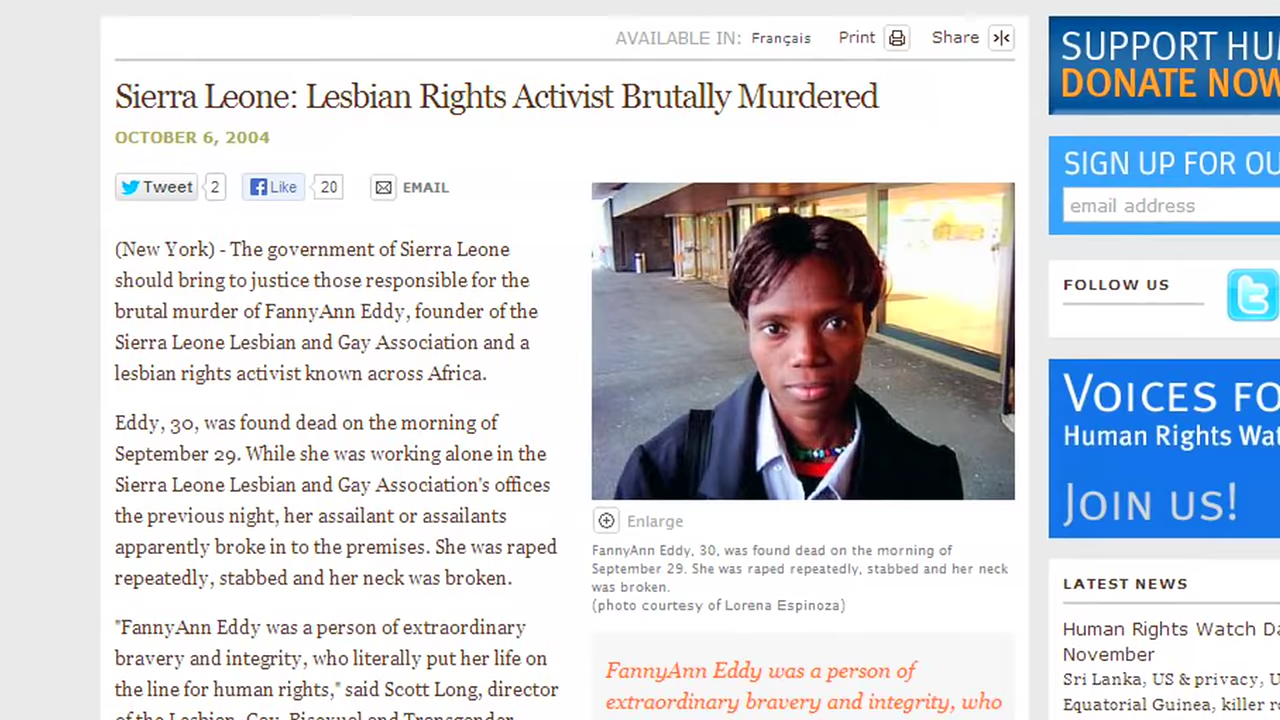 AVAILABLE IN: Français Print Share
Sierra Leone: Lesbian Rights Activist Brutally Murdered
OCTOBER 6, 2004
Tweet 2 Like 20 EMAIL
(New York) - The government of Sierra Leone
should bring to justice those responsible for the
brutal murder of FannyAnn Eddy, founder of the
Sierra Leone Lesbian and Gay Association and a
lesbian rights activist known across Africa.
Eddy, 30, was found dead on the morning of
September 29. While she was working alone in the
Sierra Leone Lesbian and Gay Association's offices
the previous night, her assailant or assailants
apparently broke in to the premises. She was raped
repeatedly, stabbed and her neck was broken.
"FannyAnn Eddy was a person of extraordinary
bravery and integrity, who literally put her life on
the line for human rights," said Scott Long, director
of the Lesbian, Gay, Bisexual and Transgender
Enlarge
FannyAnn Eddy, 30, was found dead on the morning of
September 29. She was raped repeatedly, stabbed and her neck
was broken.
(photo courtesy of Lorena Espinoza)
FannyAnn Eddy was a person of
extraordinary bravery and integrity, who
SUPPORT HU
DONATE NOW
SIGN UP FOR OU
email address
FOLLOW US
VOICES FO
Human Rights Wat
JOIN US!
LATEST NEWS
Human Rights Watch Da
November
Sri Lanka, US & privacy, U
Equatorial Guinea, killer r